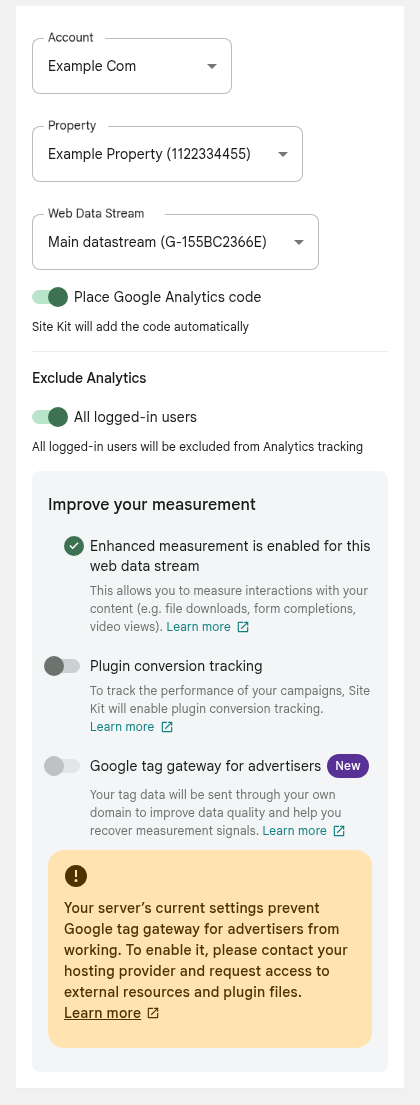 Account
Example Com
Property
Example Property (1122334455)
Web Data Stream
Main datastream (G-155BC2366E)
Place Google Analytics code
Site Kit will add the code automatically
Exclude Analytics
All logged-in users
All logged-in users will be excluded from Analytics tracking
Improve your measurement
Enhanced measurement is enabled for this
web data stream
This allows you to measure interactions with your
content (e.g. file downloads, form completions,
video views). Learn more
Plugin conversion tracking
To track the performance of your campaigns, Site
Kit will enable plugin conversion tracking.
Learn more
Google tag gateway for advertisers New
Your tag data will be sent through your own
domain to improve data quality and help you
recover measurement signals. Learn more
Your server’s current settings prevent
Google tag gateway for advertisers from
working. To enable it, please contact your
hosting provider and request access to
external resources and plugin files.
Learn more